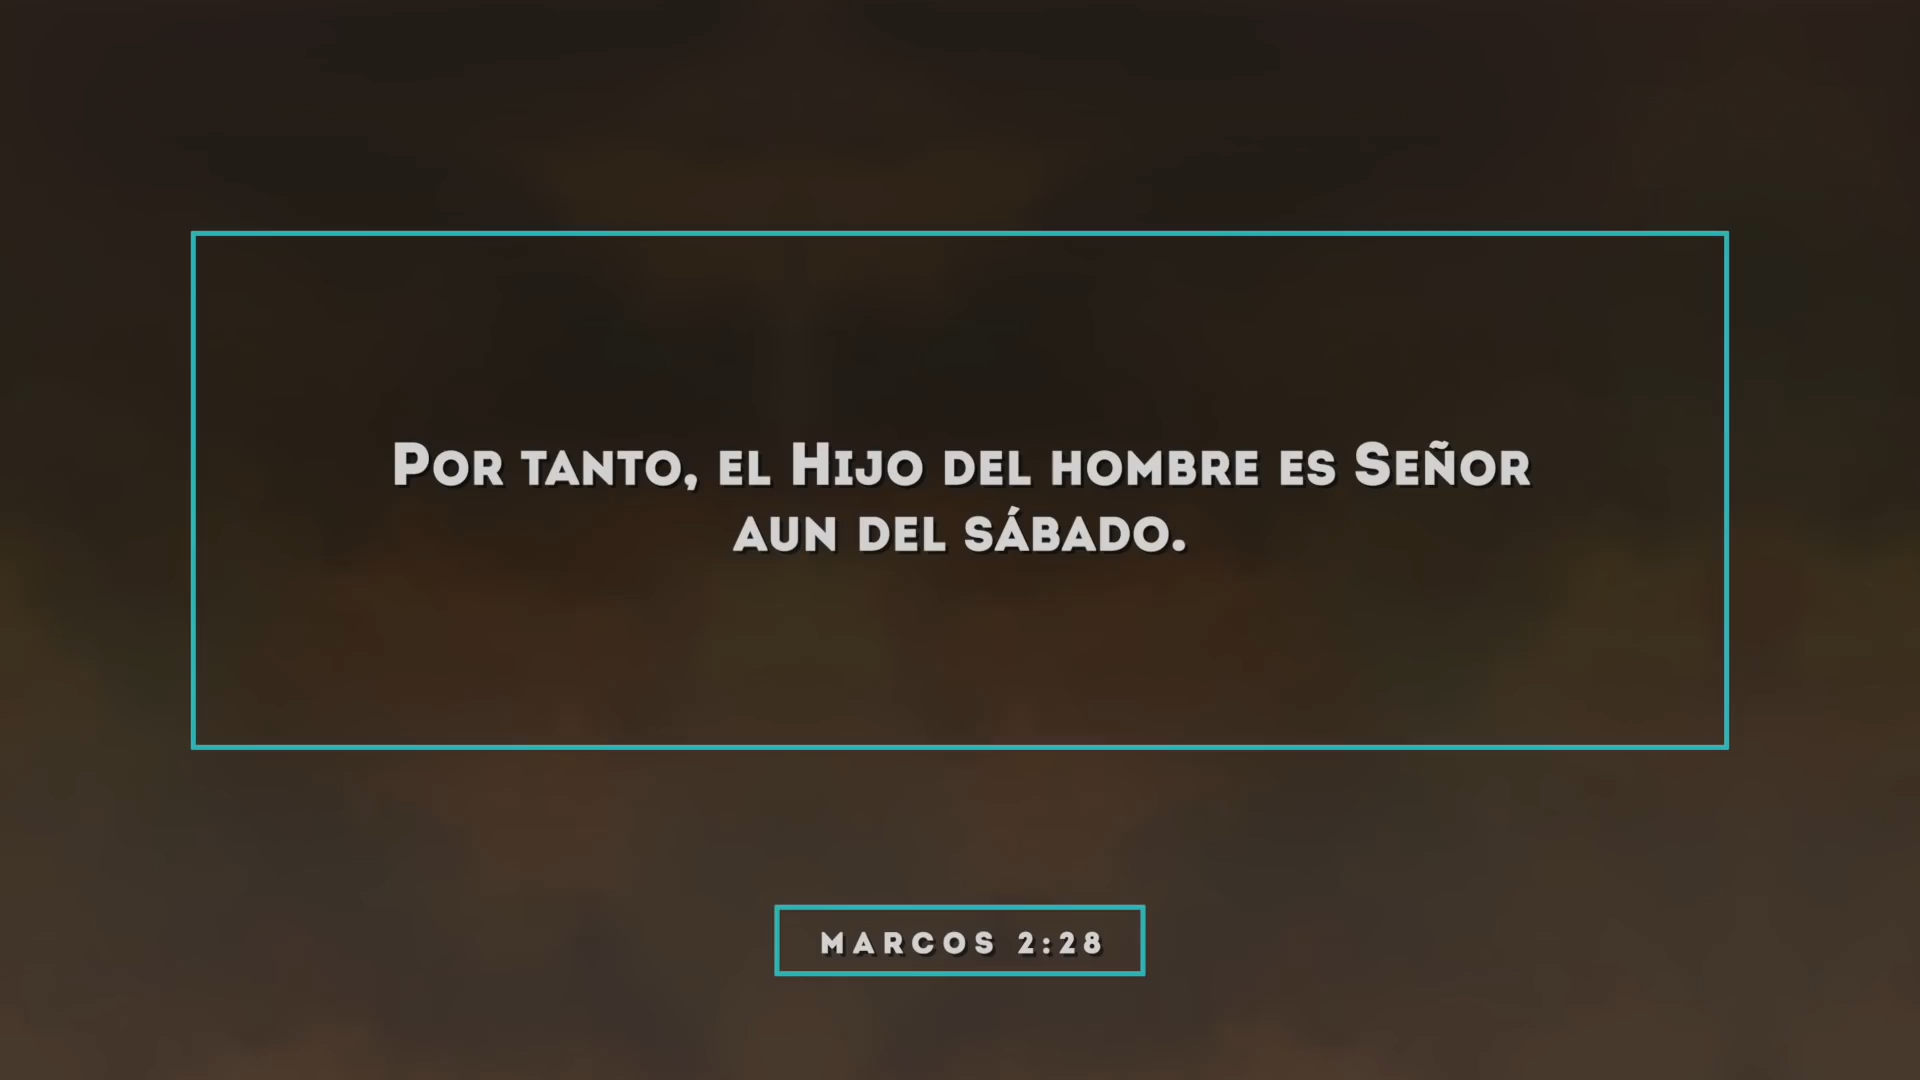 Por tanto, el Hijo del hombre es Señor
aun del sábado.
MARCOS 2:28